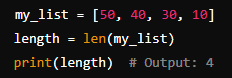 my_list = [50, 40, 30, 10]
length = len(my_list)
print(length)  # Output: 4